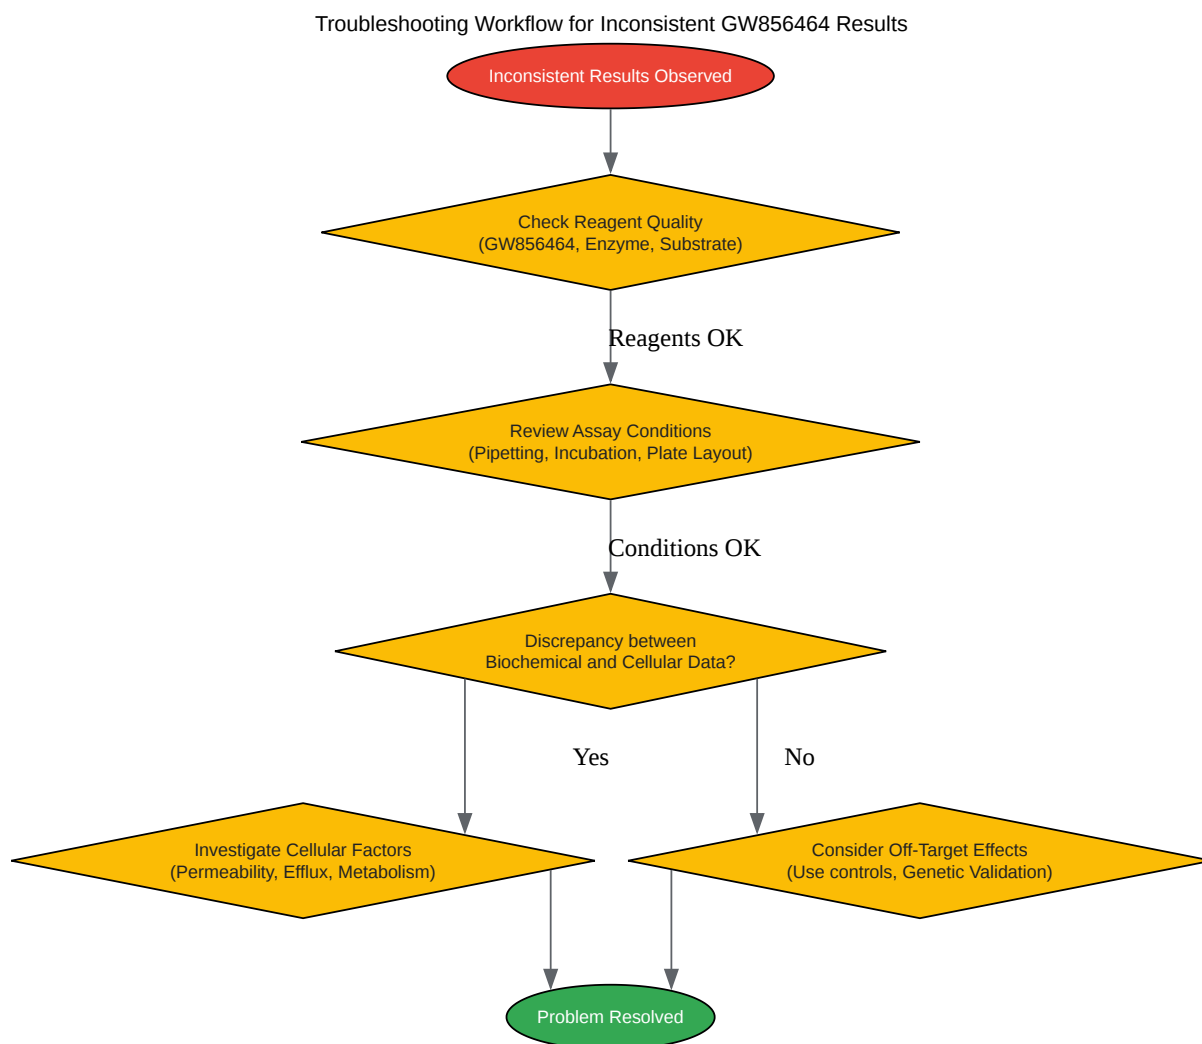 Troubleshooting Workflow for Inconsistent GW856464 Results
Inconsistent Results Observed
Check Reagent Quality
(GW856464, Enzyme, Substrate)
Reagents OK
Review Assay Conditions
(Pipetting, Incubation, Plate Layout)
Conditions OK
Discrepancy between
Biochemical and Cellular Data?
Yes
No
Investigate Cellular Factors
(Permeability, Efflux, Metabolism)
Consider Off-Target Effects
(Use controls, Genetic Validation)
Problem Resolved